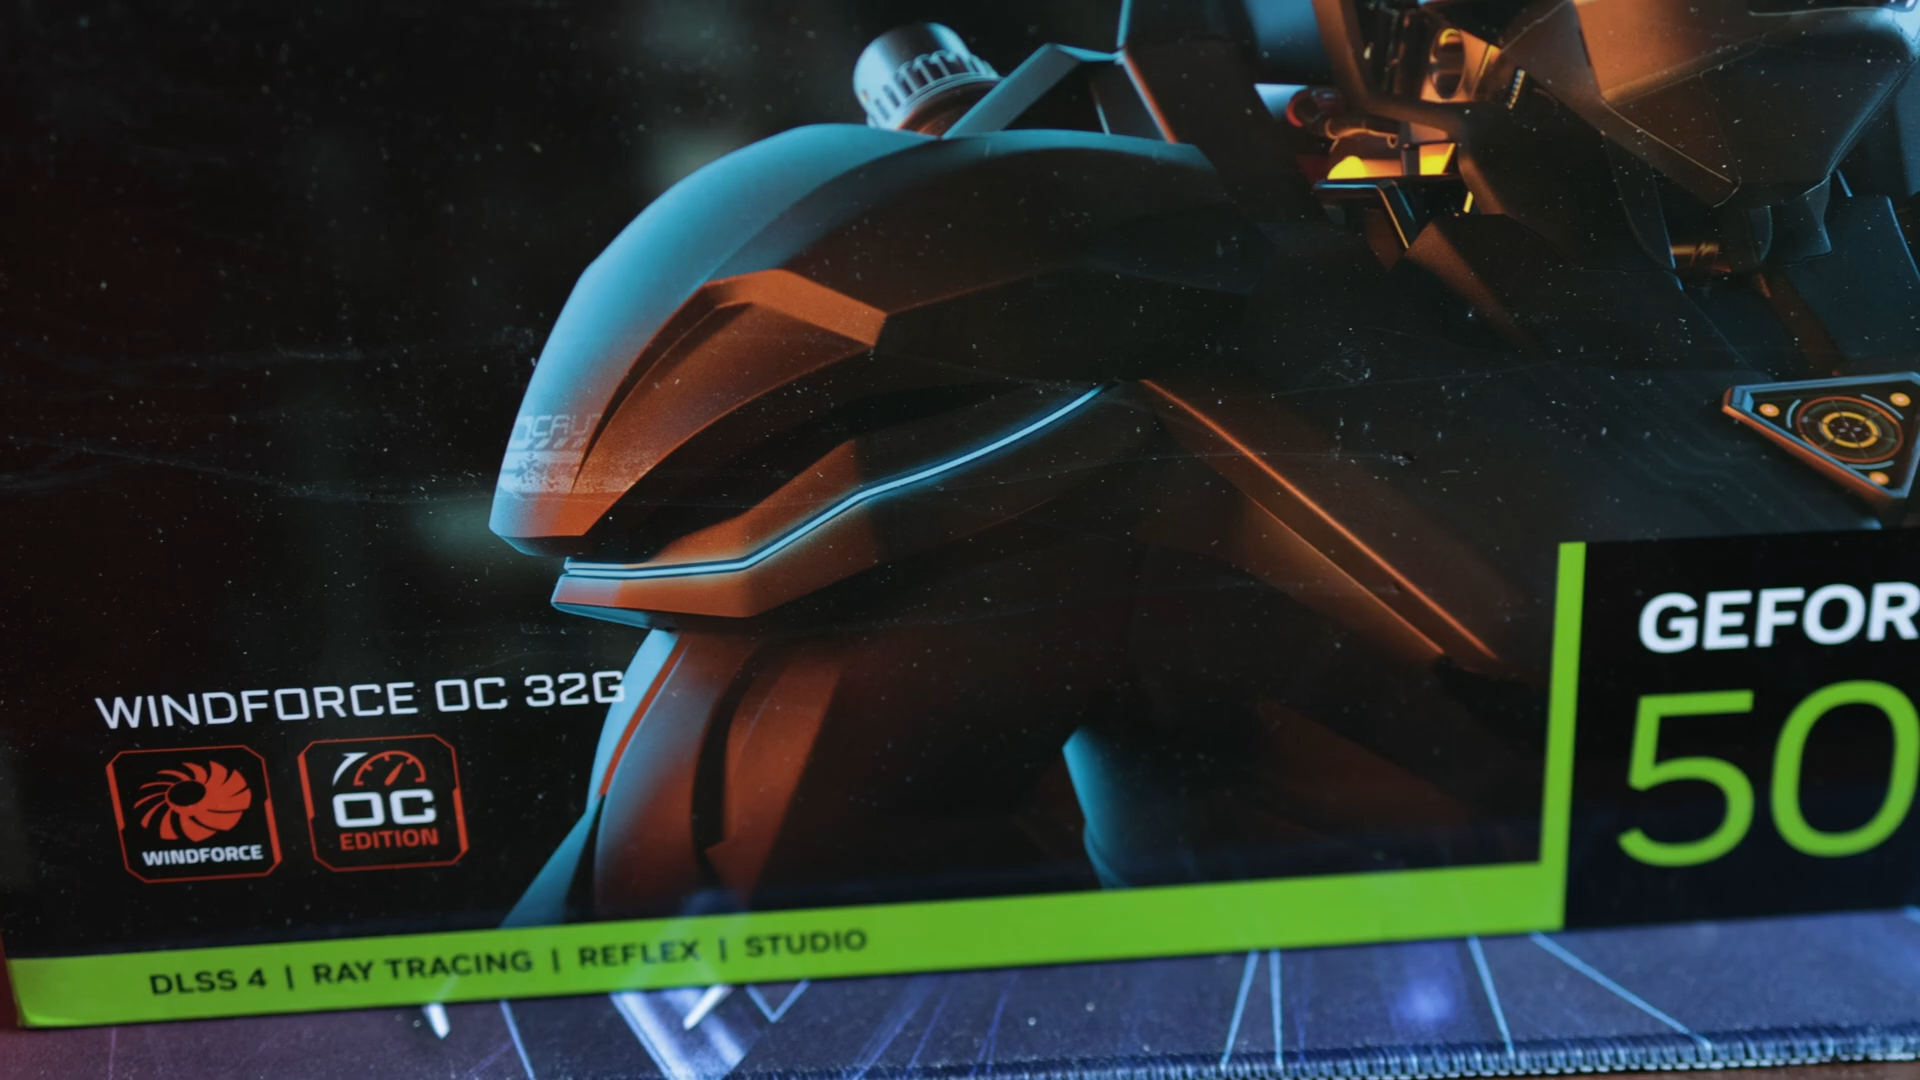 WINDFORCE OC 32G
WINDFORCE
OC
EDITION
GEFOR
50
DLSS 4 | RAY TRACING | REFLEX | STUDIO